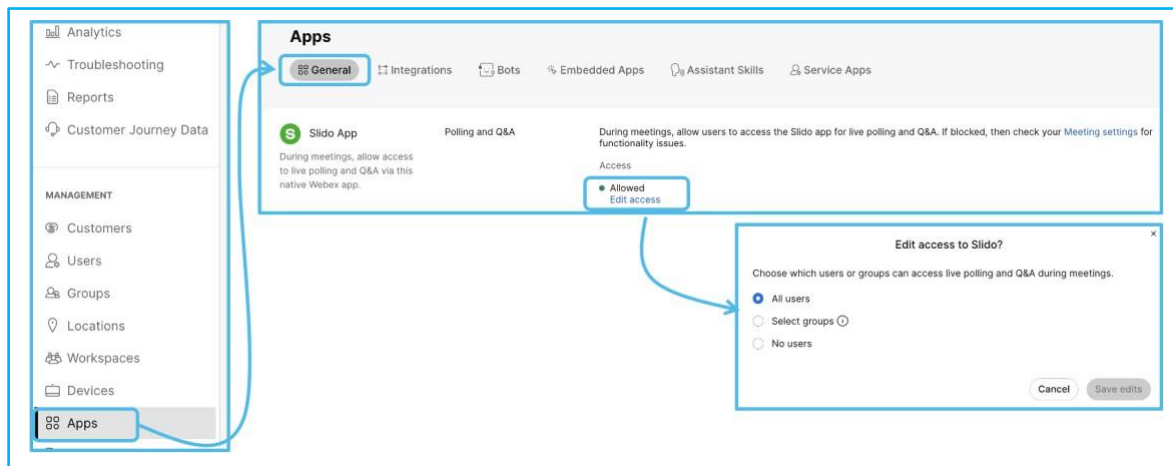 Analytics
Troubleshooting
Reports
Customer Journey Data
MANAGEMENT
Customers
Users
Groups
Locations
Workspaces
Devices
Apps
Apps
General
Integrations
Bots
Embedded Apps
Assistant Skills
Service Apps
S
Slido App
During meetings, allow access
to live polling and Q&A via this
native Webex app.
Polling and Q&A
During meetings, allow users to access the Slido app for live polling and Q&A. If blocked, then check your Meeting settings for
functionality issues.
Access
Allowed
Edit access
Edit access to Slido?
Choose which users or groups can access live polling and Q&A during meetings.
All users
Select groups
No users
Cancel
Save edits